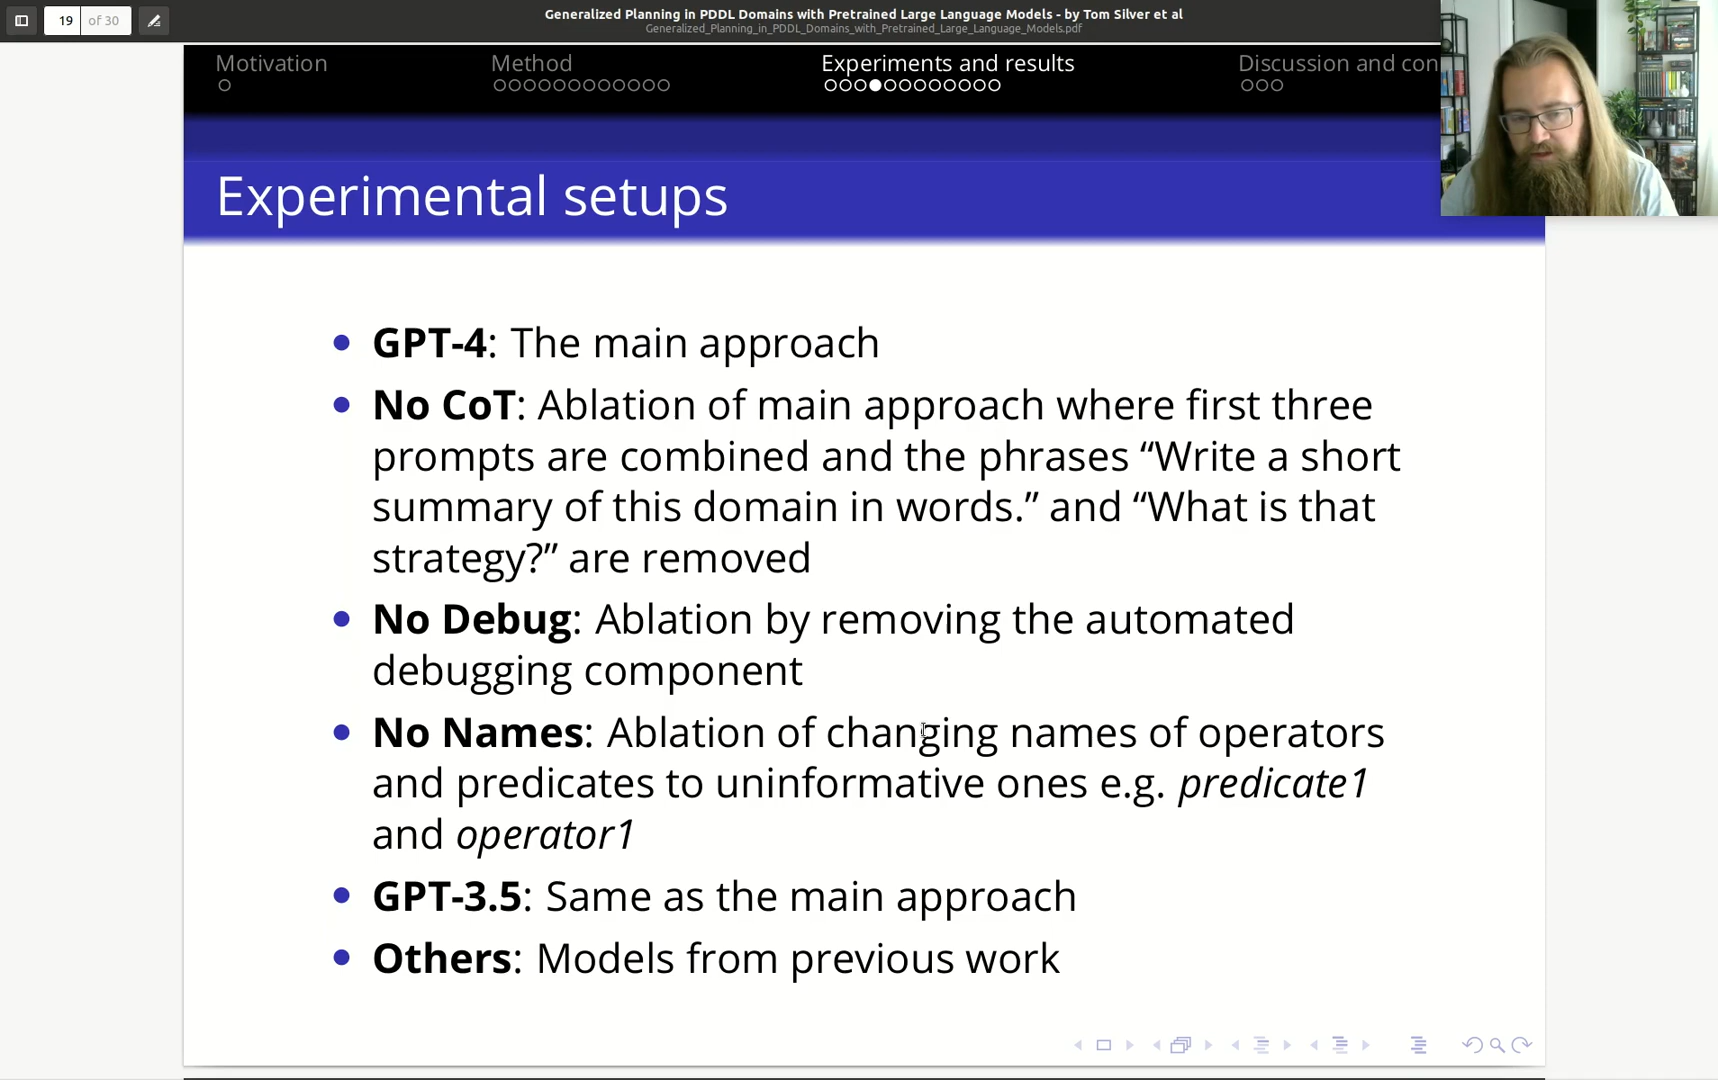 19 of 30
Generalized Planning in PDDL Domains with Pretrained Large Language Models - by Tom Silver et al
Generalized_Planning_in_PDDL_Domains_with_Pretrained_Large_Language_Models.pdf
Motivation Method Experiments and results Discussion and con
Experimental setups
• GPT-4: The main approach
• No CoT: Ablation of main approach where first three
prompts are combined and the phrases “Write a short
summary of this domain in words.” and “What is that
strategy?” are removed
• No Debug: Ablation by removing the automated
debugging component
• No Names: Ablation of changing names of operators
and predicates to uninformative ones e.g. predicate1
and operator1
• GPT-3.5: Same as the main approach
• Others: Models from previous work